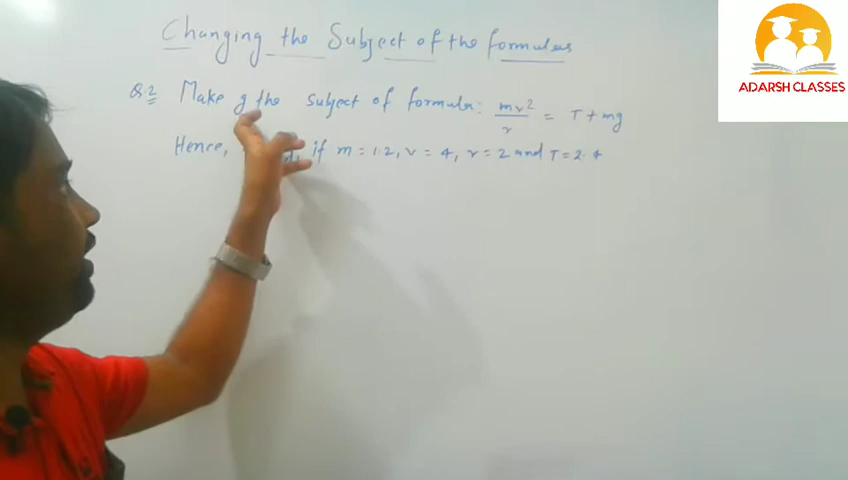 Changing the Subject of the formulas
Q.2 Make g the subject of formula: mv²/r = T + mg
Hence, if m = 1.2, v = 4, r = 2 and T = 2.4
ADARSH CLASSES